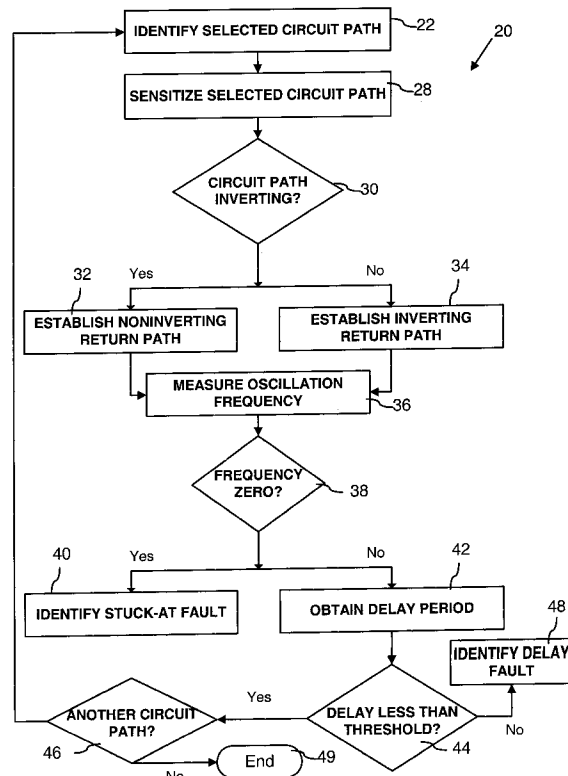 IDENTIFY SELECTED CIRCUIT PATH
22
20
SENSITIZE SELECTED CIRCUIT PATH
28
CIRCUIT PATH
INVERTING?
30
Yes
No
32
34
ESTABLISH NONINVERTING
RETURN PATH
ESTABLISH INVERTING
RETURN PATH
MEASURE OSCILLATION
FREQUENCY
36
FREQUENCY
ZERO?
38
Yes
No
40
42
IDENTIFY STUCK-AT FAULT
OBTAIN DELAY PERIOD
48
IDENTIFY DELAY
FAULT
ANOTHER CIRCUIT
PATH?
46
Yes
DELAY LESS THAN
THRESHOLD?
44
No
No
End
49